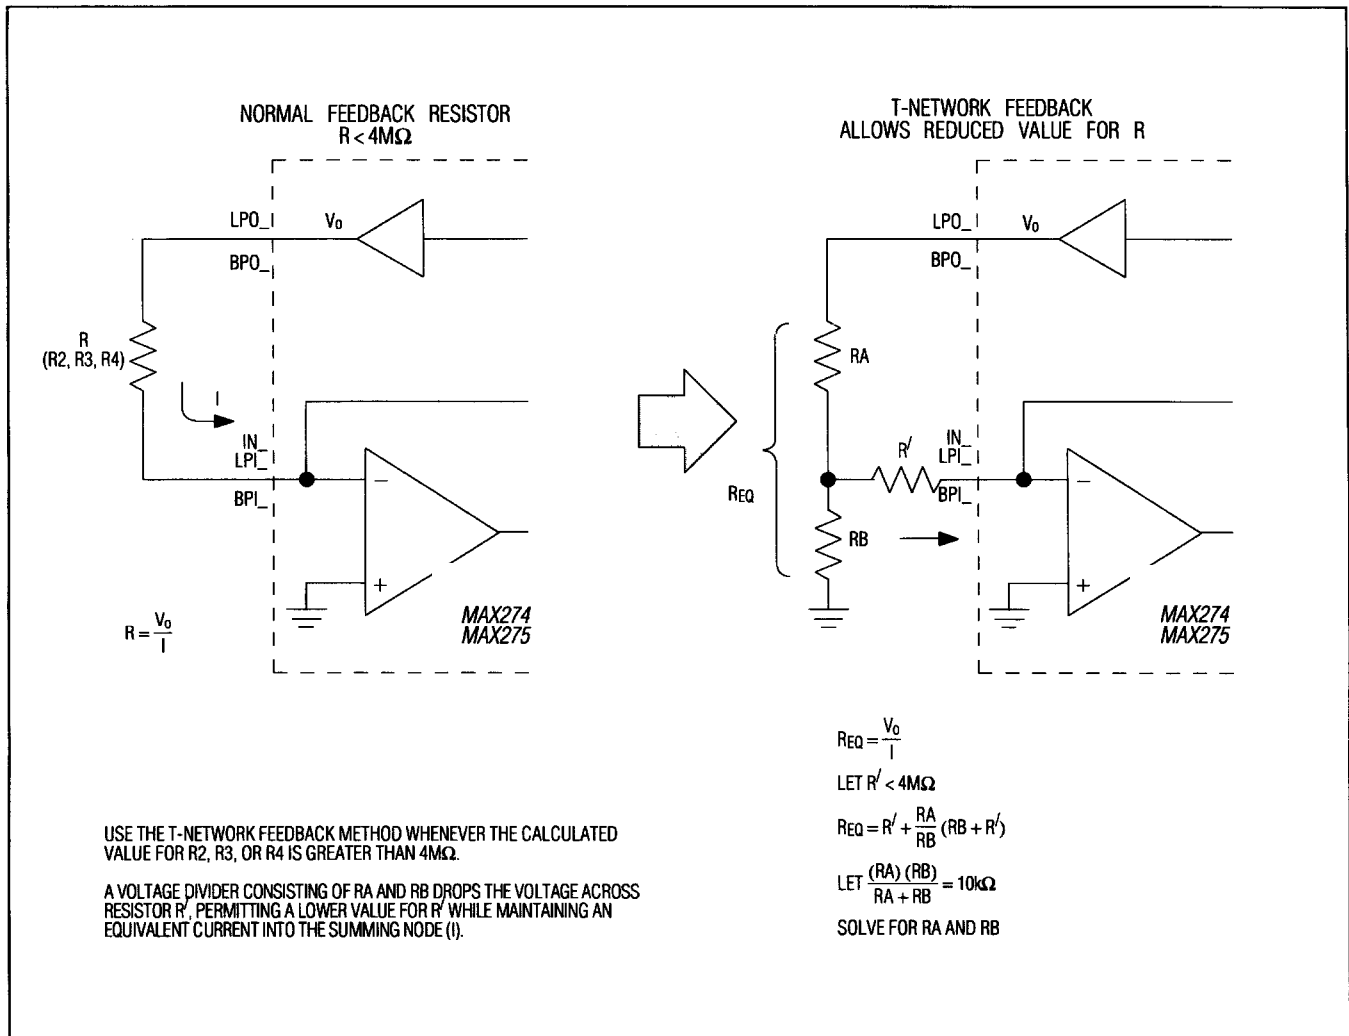 NORMAL FEEDBACK RESISTOR
R < 4MΩ
LPO_
Vo
BPO_
R
(R2, R3, R4)
I
IN_
LPI_
BPI_
−
+
MAX274
MAX275
R = Vo
I
T-NETWORK FEEDBACK
ALLOWS REDUCED VALUE FOR R
LPO_
Vo
BPO_
RA
R′
IN_
LPI_
BPI_
REQ
RB
−
+
MAX274
MAX275
REQ = Vo
I
LET R′ < 4MΩ
REQ = R′ + RA/RB (RB + R′)
LET (RA) (RB)/RA + RB = 10kΩ
SOLVE FOR RA AND RB
USE THE T-NETWORK FEEDBACK METHOD WHENEVER THE CALCULATED
VALUE FOR R2, R3, OR R4 IS GREATER THAN 4MΩ.
A VOLTAGE DIVIDER CONSISTING OF RA AND RB DROPS THE VOLTAGE ACROSS
RESISTOR R′, PERMITTING A LOWER VALUE FOR R′ WHILE MAINTAINING AN
EQUIVALENT CURRENT INTO THE SUMMING NODE (I).